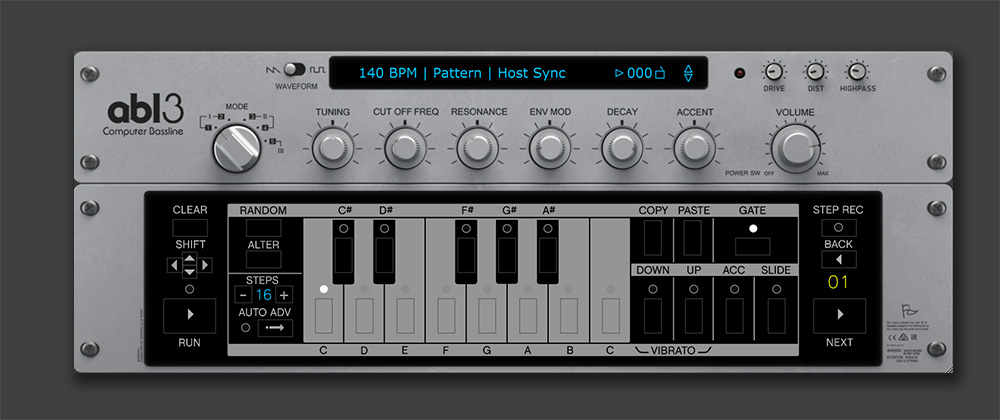 140 BPM | Pattern | Host Sync 000
WAVEFORM
DRIVE DIST HIGHPASS
abl3
Computer Bassline
MODE
I 2 3 II
1 4
5
III
TUNING CUT OFF FREQ RESONANCE ENV MOD DECAY ACCENT VOLUME
POWER SW OFF MAX
CLEAR
SHIFT
RUN
RANDOM
ALTER
STEPS
- 16 +
AUTO ADV
C# D# F# G# A#
C D E F G A B C
COPY PASTE GATE
DOWN UP ACC SLIDE
VIBRATO
STEP REC
BACK
01
NEXT